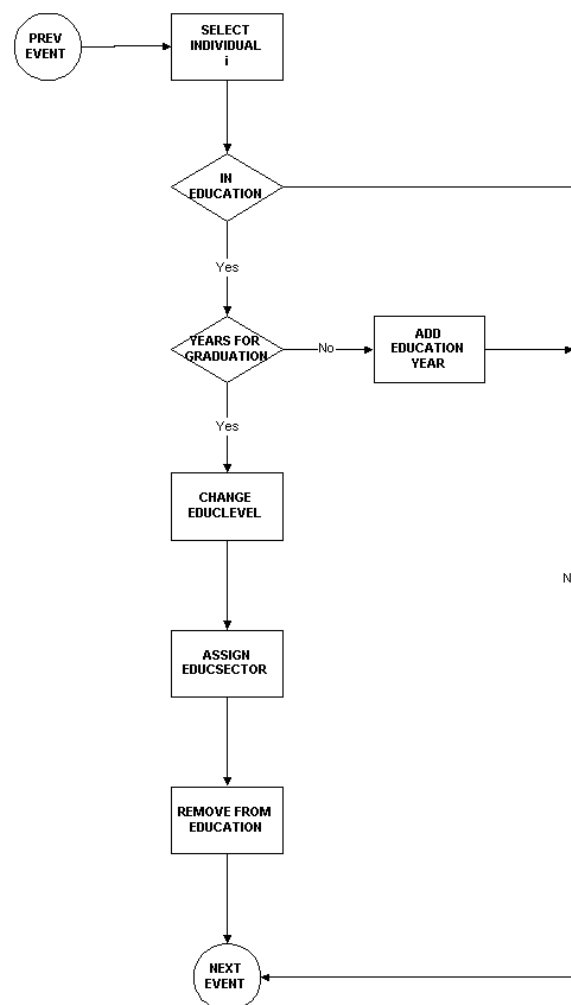 PREV
EVENT
SELECT
INDIVIDUAL
i
IN
EDUCATION
Yes
YEARS FOR
GRADUATION
No
ADD
EDUCATION
YEAR
Yes
CHANGE
EDUCLEVEL
N
ASSIGN
EDUCSECTOR
REMOVE FROM
EDUCATION
NEXT
EVENT